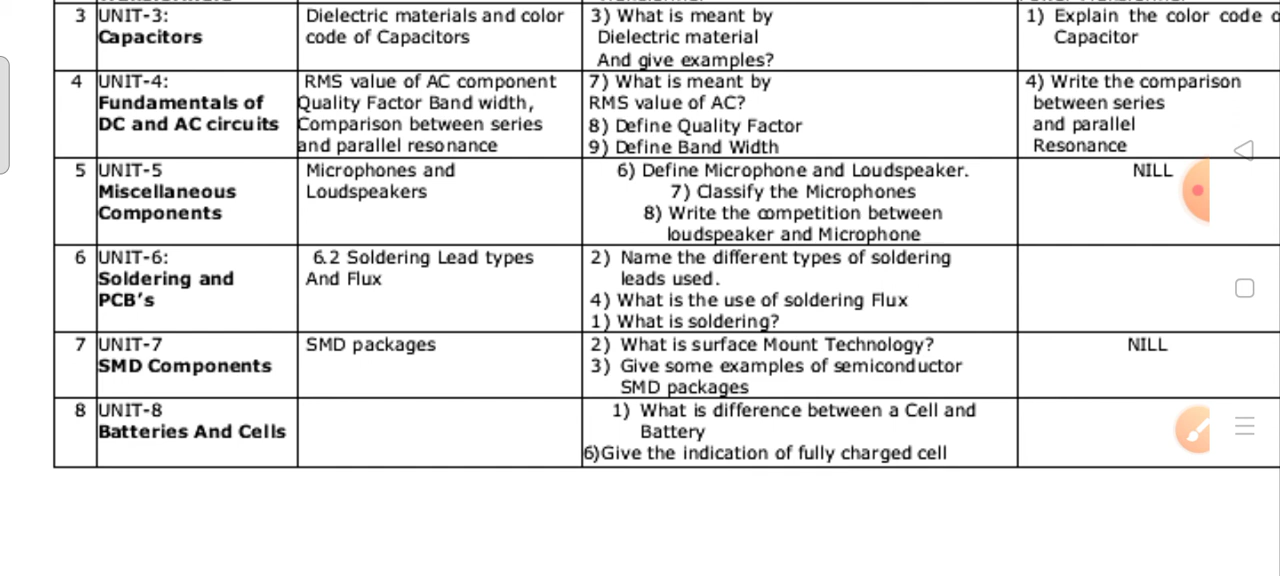 3 UNIT-3: Dielectric materials and color 3) What is meant by 1) Explain the color code
Capacitors code of Capacitors Dielectric material Capacitor
And give examples?
4 UNIT-4: RMS value of AC component 7) What is meant by 4) Write the comparison
Fundamentals of Quality Factor Band width, RMS value of AC? between series
DC and AC circuits Comparison between series 8) Define Quality Factor and parallel
and parallel resonance 9) Define Band Width Resonance
5 UNIT-5 Microphones and 6) Define Microphone and Loudspeaker. NILL
Miscellaneous Loudspeakers 7) Classify the Microphones
Components 8) Write the competition between
loudspeaker and Microphone
6 UNIT-6: 6.2 Soldering Lead types 2) Name the different types of soldering
Soldering and And Flux leads used.
PCB’s 4) What is the use of soldering Flux
1) What is soldering?
7 UNIT-7 SMD packages 2) What is surface Mount Technology? NILL
SMD Components 3) Give some examples of semiconductor
SMD packages
8 UNIT-8 1) What is difference between a Cell and
Batteries And Cells Battery
6)Give the indication of fully charged cell